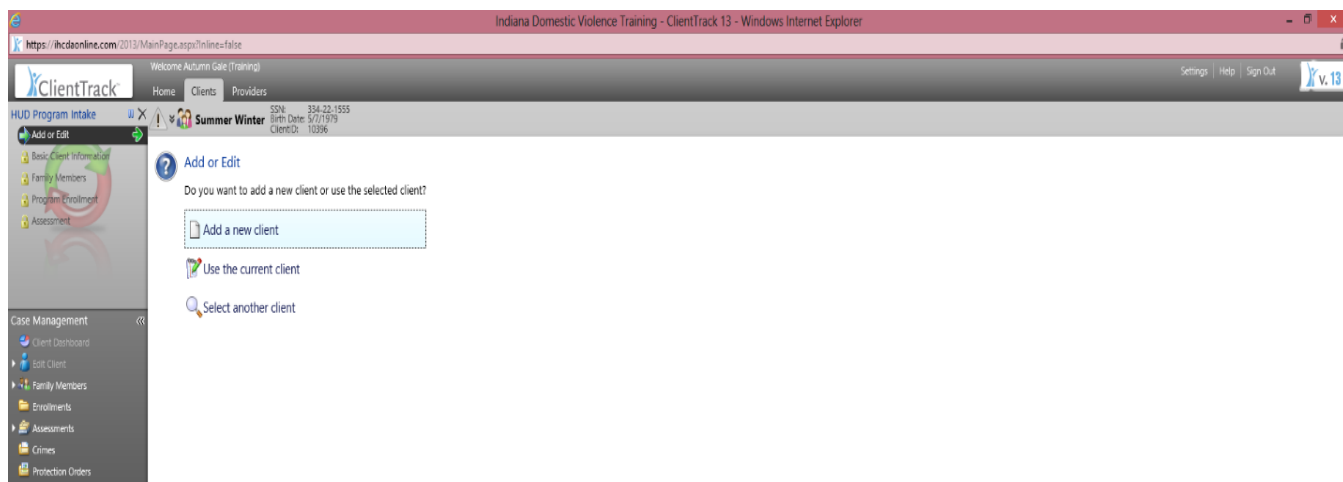 Indiana Domestic Violence Training - ClientTrack 13 - Windows Internet Explorer
https://ihcdaonline.com/2013/MainPage.aspx?Inline=false
ClientTrack
Welcome Autumn Gale (Training)
Settings | Help | Sign Out
v. 13
Home Clients Providers
HUD Program Intake
Summer Winter
SSN: 334-22-1555
Birth Date: 5/7/1979
ClientID: 10396
Add or Edit
Basic Client Information
Family Members
Program Enrollment
Assessment
Add or Edit
Do you want to add a new client or use the selected client?
Add a new client
Use the current client
Select another client
Case Management
Client Dashboard
Edit Client
Family Members
Enrollments
Assessments
Crimes
Protection Orders